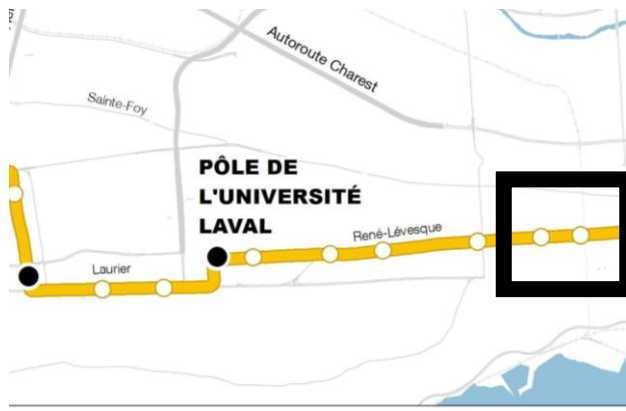 Autoroute Charest
Sainte-Foy
PÔLE DE
L'UNIVERSITÉ
LAVAL
René-Lévesque
Laurier